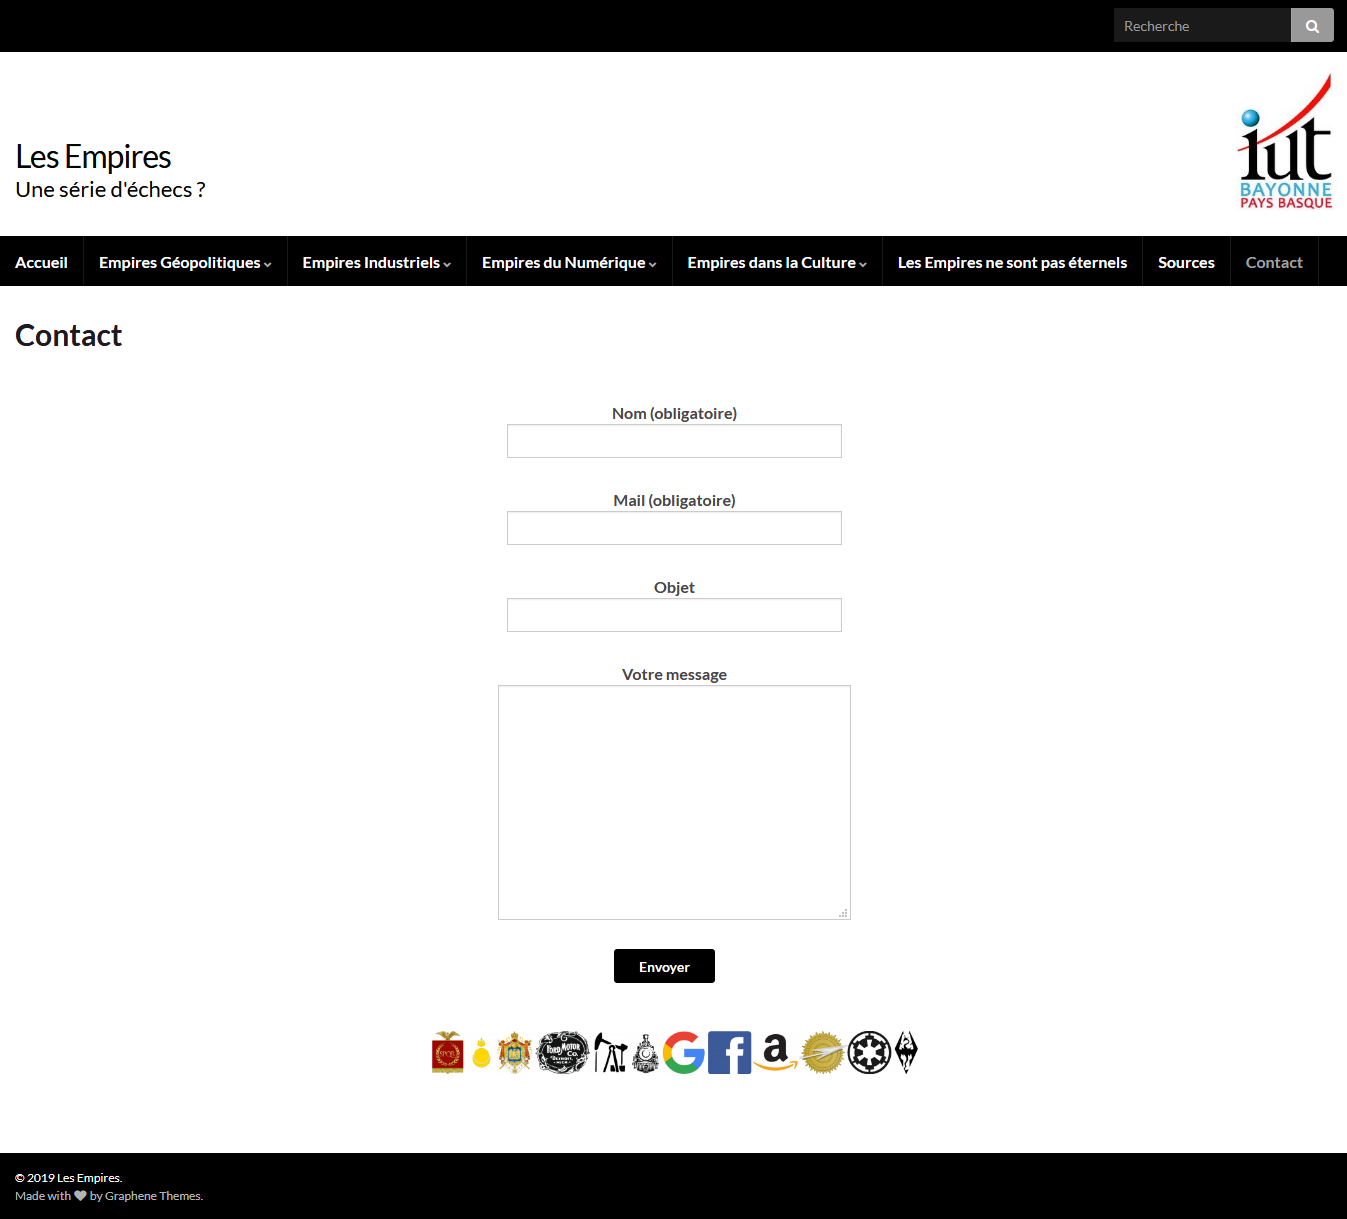 Recherche
iut
BAYONNE
PAYS BASQUE
Les Empires
Une série d'échecs ?
Accueil
Empires Géopolitiques
Empires Industriels
Empires du Numérique
Empires dans la Culture
Les Empires ne sont pas éternels
Sources
Contact
Contact
Nom (obligatoire)
Mail (obligatoire)
Objet
Votre message
Envoyer
SPQR
FORD MOTOR
Co.
DETROIT
MICH
G
f
a
© 2019 Les Empires.
Made with by Graphene Themes.